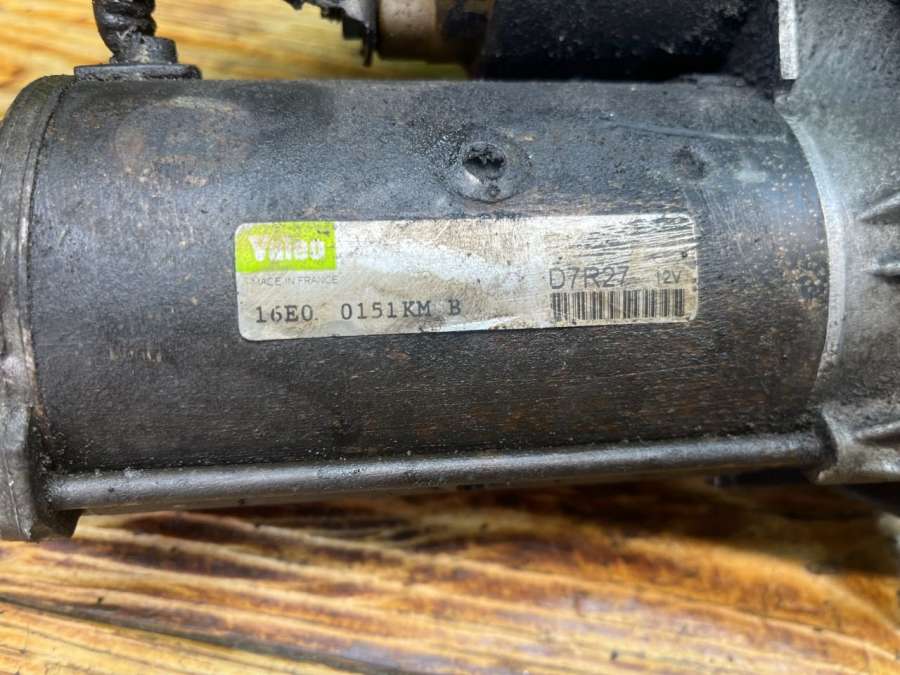 Valeo
MADE IN FRANCE
D7R27 12V
16E0 0151KM B